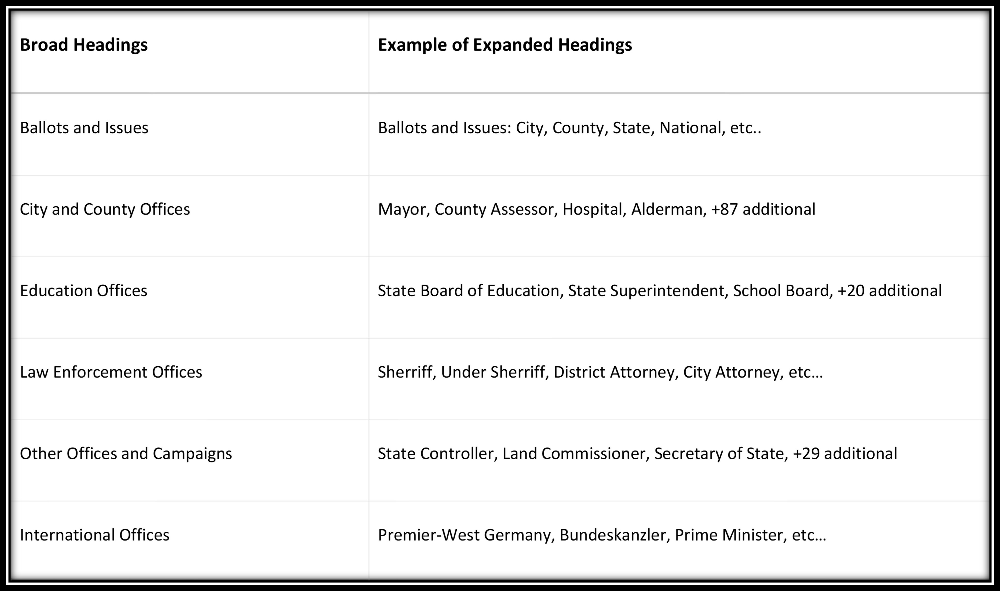 Broad Headings
Example of Expanded Headings
Ballots and Issues
Ballots and Issues: City, County, State, National, etc..
City and County Offices
Mayor, County Assessor, Hospital, Alderman, +87 additional
Education Offices
State Board of Education, State Superintendent, School Board, +20 additional
Law Enforcement Offices
Sherriff, Under Sherriff, District Attorney, City Attorney, etc...
Other Offices and Campaigns
State Controller, Land Commissioner, Secretary of State, +29 additional
International Offices
Premier-West Germany, Bundeskanzler, Prime Minister, etc...